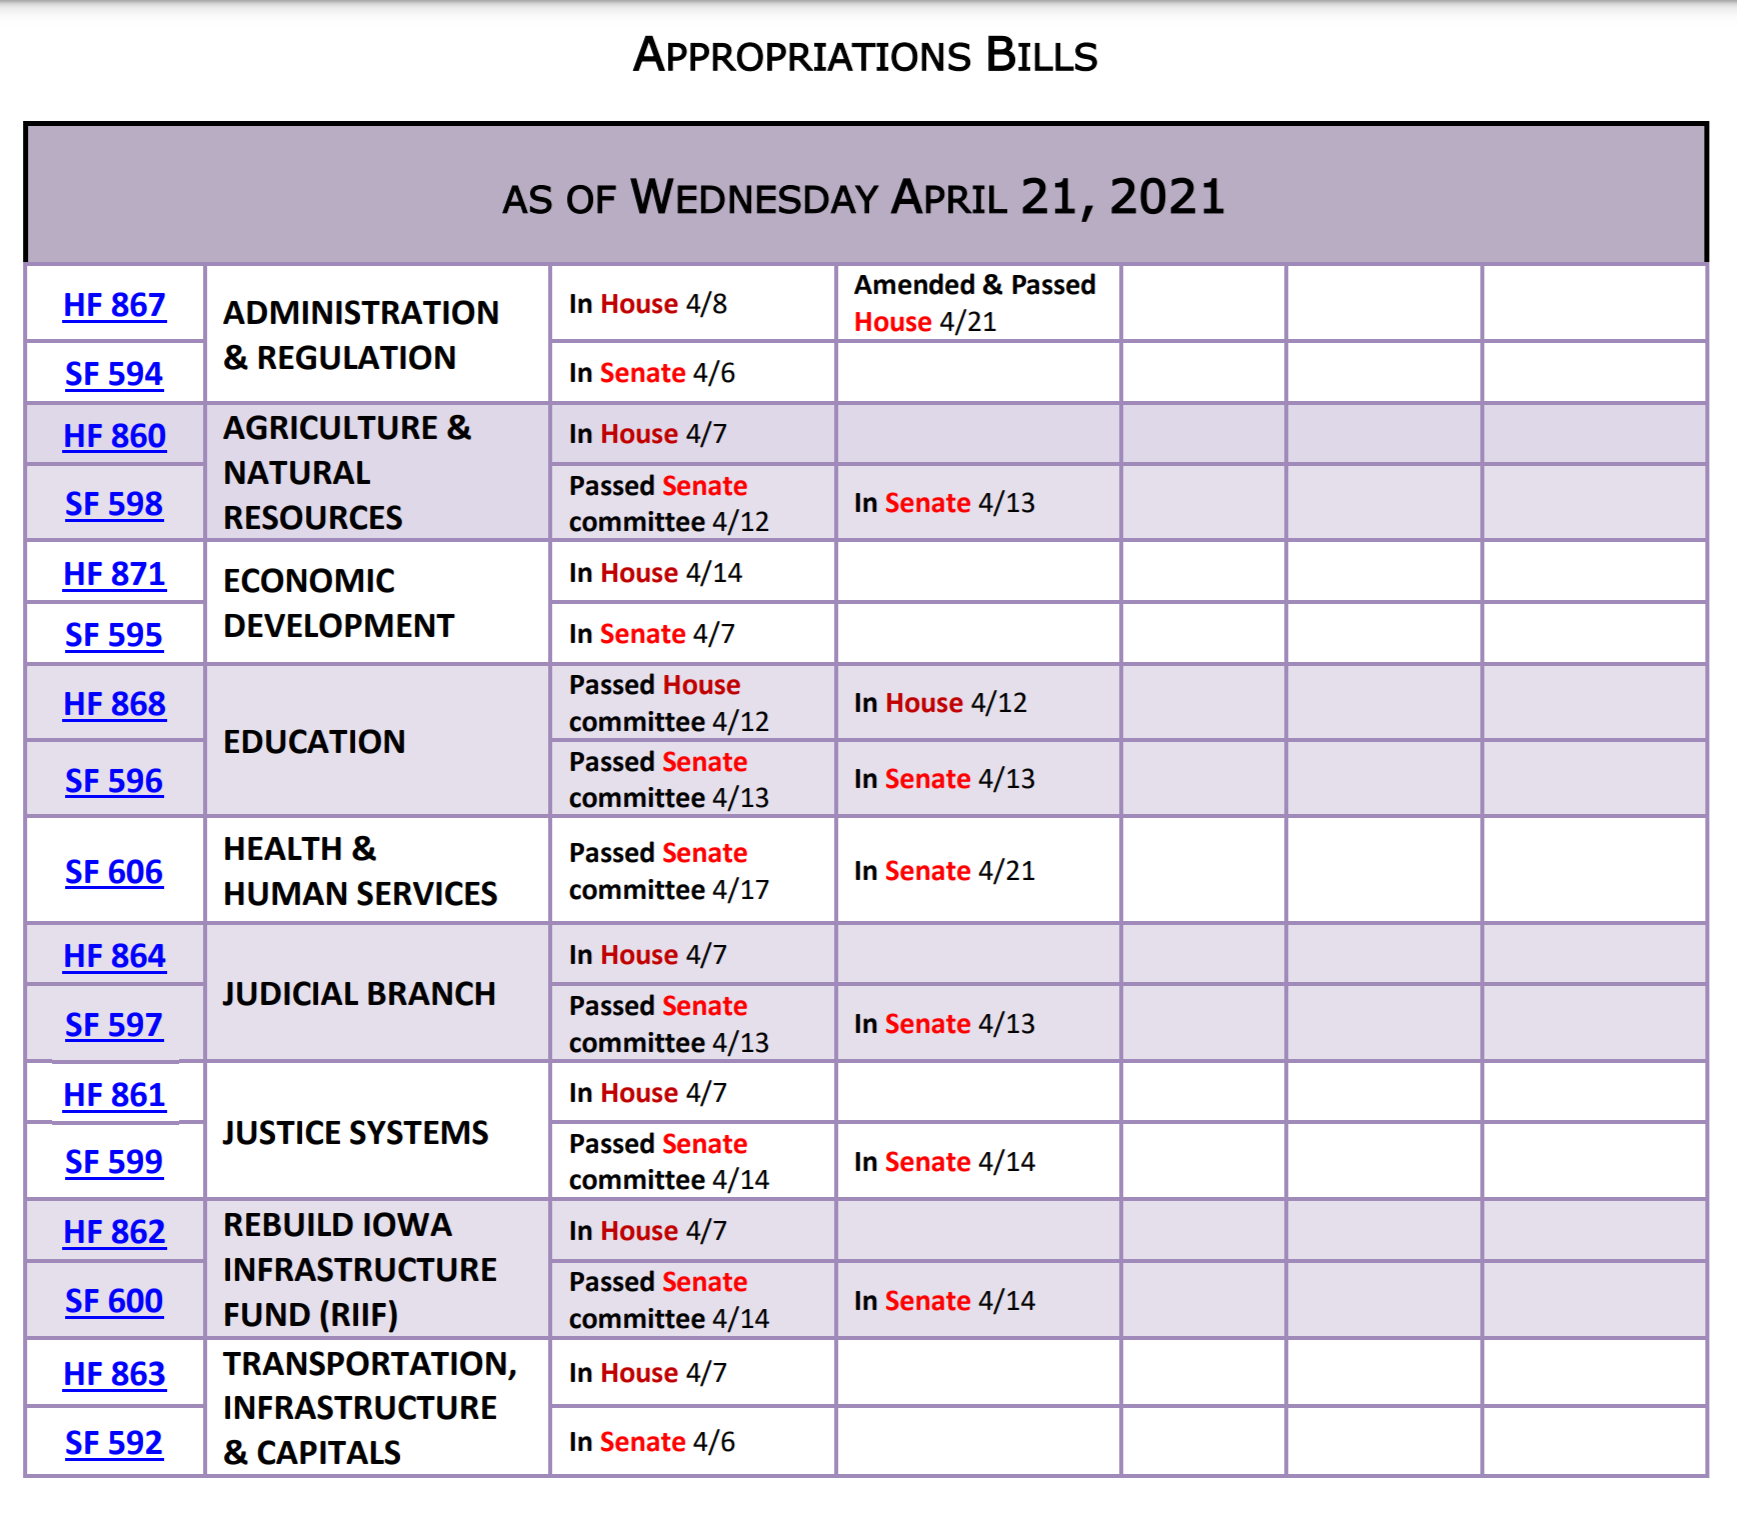 APPROPRIATIONS BILLS
AS OF WEDNESDAY APRIL 21, 2021
HF 867
ADMINISTRATION
& REGULATION
In House 4/8
Amended & Passed
House 4/21
SF 594
In Senate 4/6
HF 860
AGRICULTURE &
NATURAL
RESOURCES
In House 4/7
SF 598
Passed Senate
committee 4/12
In Senate 4/13
HF 871
ECONOMIC
DEVELOPMENT
In House 4/14
SF 595
In Senate 4/7
HF 868
EDUCATION
Passed House
committee 4/12
In House 4/12
SF 596
Passed Senate
committee 4/13
In Senate 4/13
SF 606
HEALTH &
HUMAN SERVICES
Passed Senate
committee 4/17
In Senate 4/21
HF 864
JUDICIAL BRANCH
In House 4/7
SF 597
Passed Senate
committee 4/13
In Senate 4/13
HF 861
JUSTICE SYSTEMS
In House 4/7
SF 599
Passed Senate
committee 4/14
In Senate 4/14
HF 862
REBUILD IOWA
INFRASTRUCTURE
FUND (RIIF)
In House 4/7
SF 600
Passed Senate
committee 4/14
In Senate 4/14
HF 863
TRANSPORTATION,
INFRASTRUCTURE
& CAPITALS
In House 4/7
SF 592
In Senate 4/6